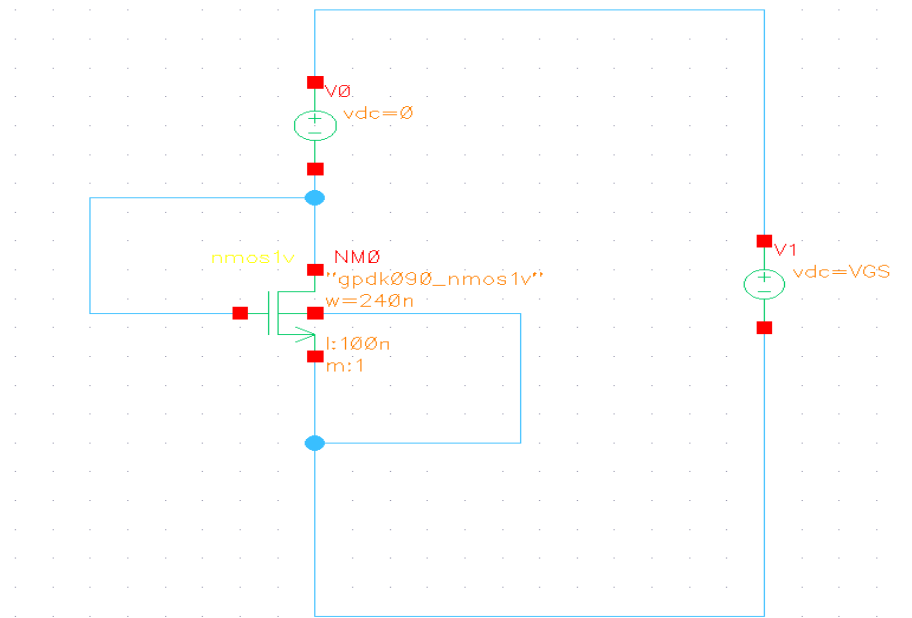 V0
vdc=0
nmos1v
NM0
"gpdk090_nmos1v"
w=240n
l:100n
m:1
V1
vdc=VGS